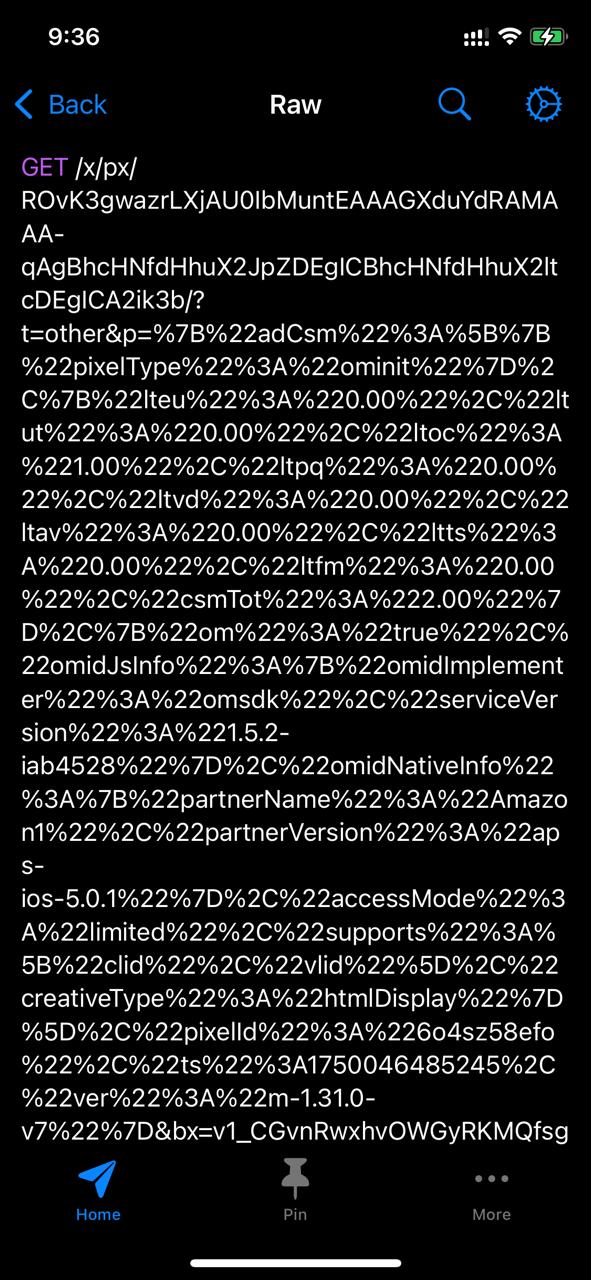 9:36
Back
Raw
GET /x/px/
ROvK3gwazrLXjAU0IbMuntEAAAGXduYdRAMA
AA-
qAgBhcHNfdHhuX2JpZDEgICBhcHNfdHhuX2lt
cDEgICA2ik3b/?
t=other&p=%7B%22adCsm%22%3A%5B%7B
%22pixelType%22%3A%22ominit%22%7D%2
C%7B%22lteu%22%3A%220.00%22%2C%22lt
ut%22%3A%220.00%22%2C%22ltoc%22%3A
%221.00%22%2C%22ltpq%22%3A%220.00%
22%2C%22ltvd%22%3A%220.00%22%2C%22
ltav%22%3A%220.00%22%2C%22ltts%22%3
A%220.00%22%2C%22ltfm%22%3A%220.00
%22%2C%22csmTot%22%3A%222.00%22%7
D%2C%7B%22om%22%3A%22true%22%2C%
22omidJsInfo%22%3A%7B%22omidImplement
er%22%3A%22omsdk%22%2C%22serviceVer
sion%22%3A%221.5.2-
iab4528%22%7D%2C%22omidNativeInfo%22
%3A%7B%22partnerName%22%3A%22Amazo
n1%22%2C%22partnerVersion%22%3A%22ap
s-
ios-5.0.1%22%7D%2C%22accessMode%22%3
A%22limited%22%2C%22supports%22%3A%
5B%22clid%22%2C%22vlid%22%5D%2C%22
creativeType%22%3A%22htmlDisplay%22%7D
%5D%2C%22pixelId%22%3A%226o4sz58efo
%22%2C%22ts%22%3A1750046485245%2C
%22ver%22%3A%22m-1.31.0-
v7%22%7D&bx=v1_CGvnRwxhvOWGyRKMQfsg
Home
Pin
More